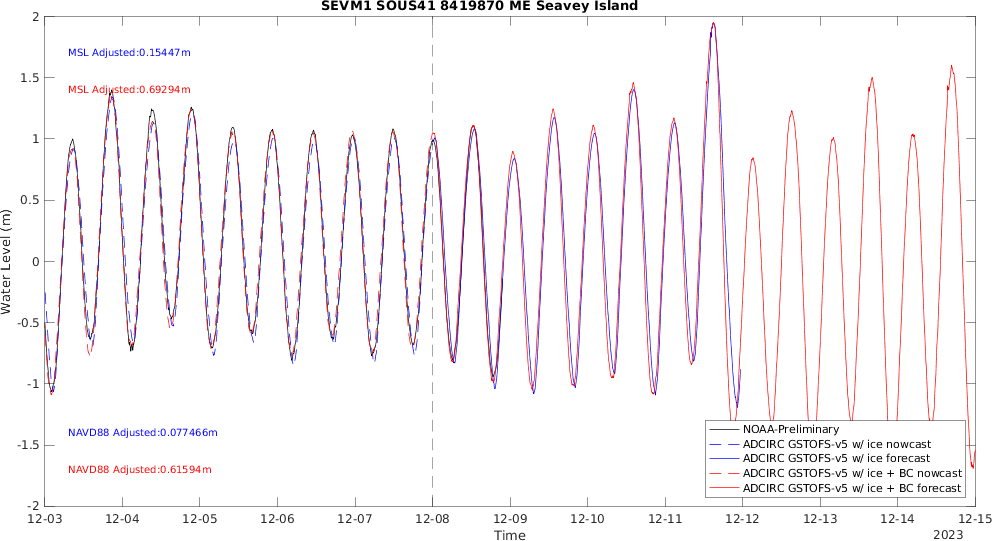 SEVM1 SOUS41 8419870 ME Seavey Island
2
1.5
1
0.5
0
-0.5
-1
-1.5
-2
Water Level (m)
MSL Adjusted:0.15447m
MSL Adjusted:0.69294m
NAVD88 Adjusted:0.077466m
NAVD88 Adjusted:0.61594m
NOAA-Preliminary
ADCIRC GSTOFS-v5 w/ ice nowcast
ADCIRC GSTOFS-v5 w/ ice forecast
ADCIRC GSTOFS-v5 w/ ice + BC nowcast
ADCIRC GSTOFS-v5 w/ ice + BC forecast
12-03 12-04 12-05 12-06 12-07 12-08 12-09 12-10 12-11 12-12 12-13 12-14 12-15
Time
2023